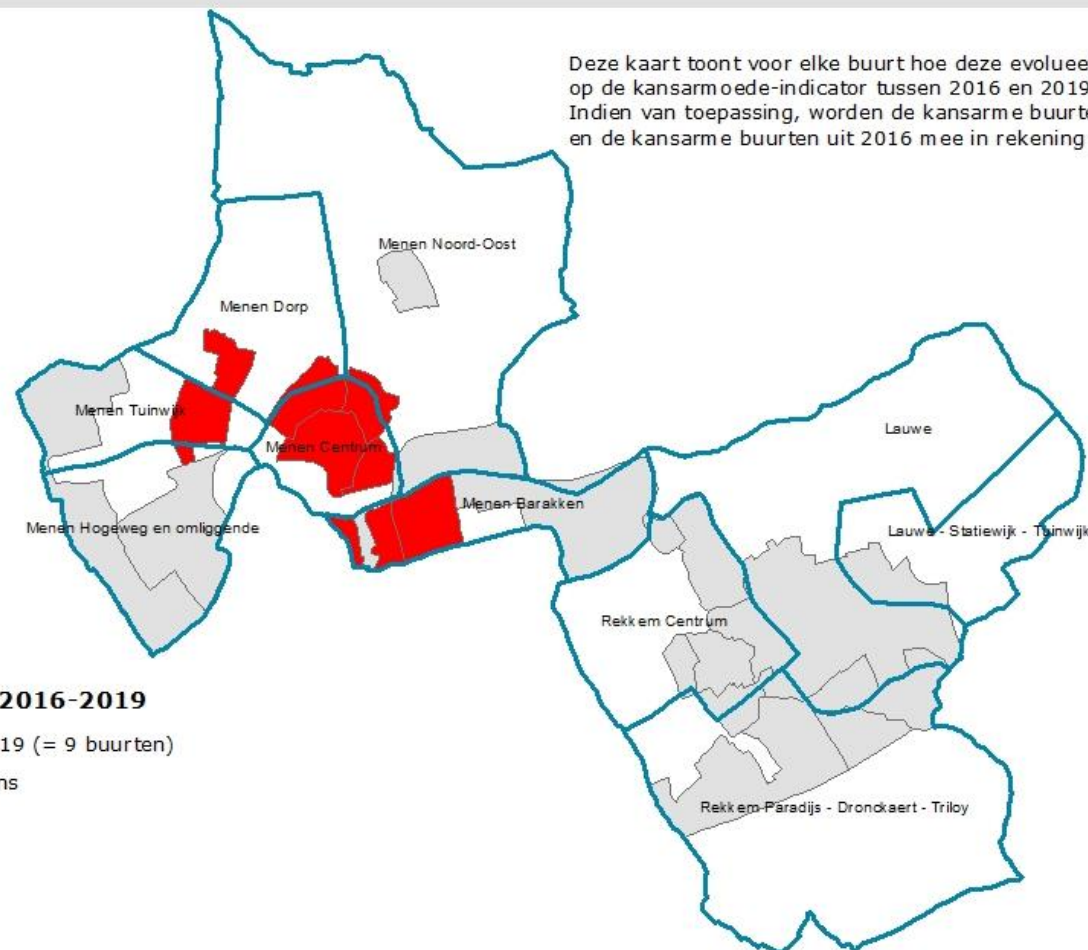 Deze kaart toont voor elke buurt hoe deze evoluee
op de kansarmoede-indicator tussen 2016 en 2019
Indien van toepassing, worden de kansarme buurte
en de kansarme buurten uit 2016 mee in rekening
Menen Noord-Oost
Menen Dorp
Menen Tuinwijk
Lauwe
Menen Centrum
Menen Barakken
Menen Hogeweg en omliggende
Lauwe - Statiewijk - Tuinwijk
Rekkem Centrum
2016-2019
19 (= 9 buurten)
ns
Rekkem Paradijs - Dronckaert - Triloy